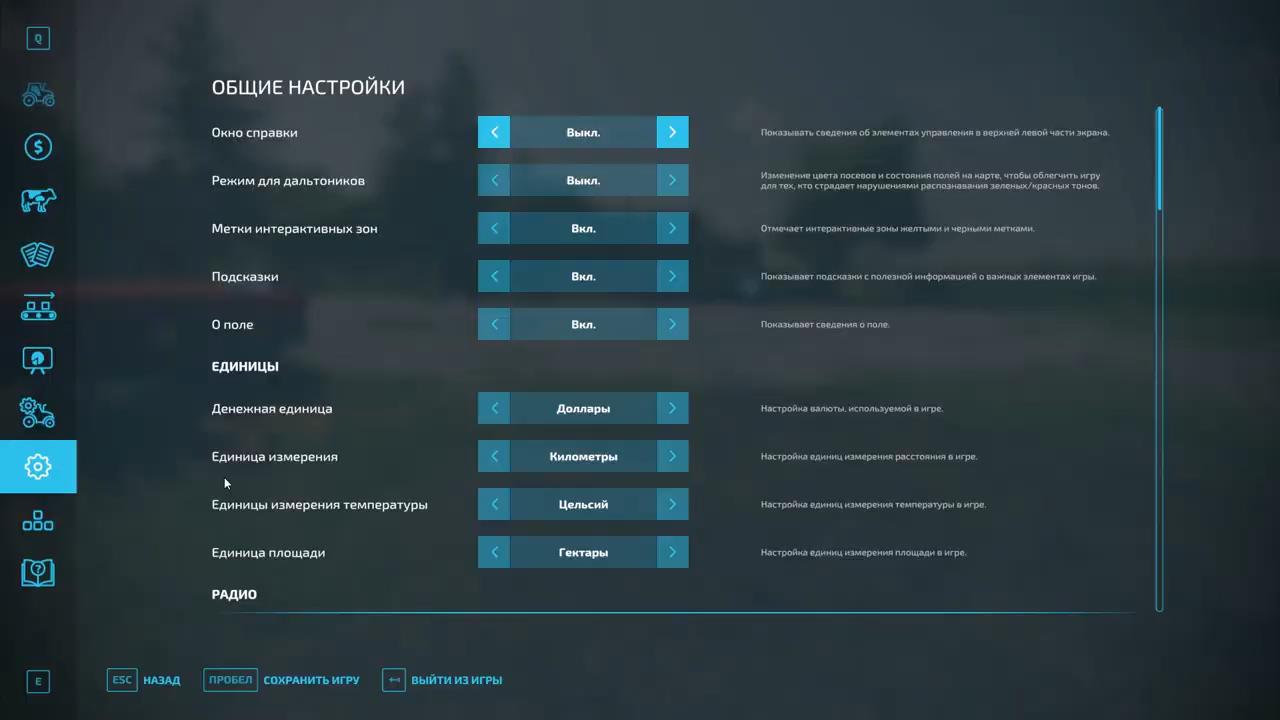 Q
ОБЩИЕ НАСТРОЙКИ
Окно справки
Выкл.
Показывать сведения об элементах управления в верхней левой части экрана.
Режим для дальтоников
Выкл.
Изменение цвета посевов и состояния полей на карте, чтобы облегчить игру
для тех, кто страдает нарушениями распознавания зеленых/красных тонов.
Метки интерактивных зон
Вкл.
Отмечает интерактивные зоны желтыми и черными метками.
Подсказки
Вкл.
Показывает подсказки с полезной информацией о важных элементах игры.
О поле
Вкл.
Показывает сведения о поле.
ЕДИНИЦЫ
Денежная единица
Доллары
Настройка валюты, используемой в игре.
Единица измерения
Километры
Настройка единиц измерения расстояния в игре.
Единицы измерения температуры
Цельсий
Настройка единиц измерения температуры в игре.
Единица площади
Гектары
Настройка единиц измерения площади в игре.
РАДИО
E
ESC НАЗАД
ПРОБЕЛ СОХРАНИТЬ ИГРУ
ВЫЙТИ ИЗ ИГРЫ